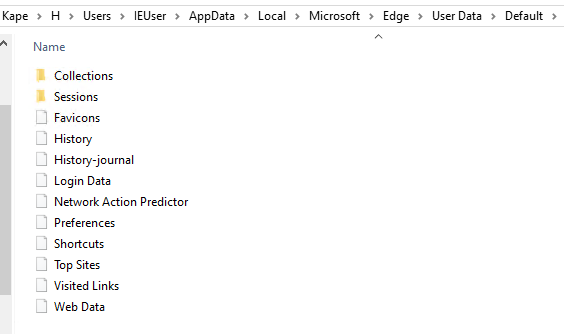 Kape > H > Users > IEUser > AppData > Local > Microsoft > Edge > User Data > Default >
Name
Collections
Sessions
Favicons
History
History-journal
Login Data
Network Action Predictor
Preferences
Shortcuts
Top Sites
Visited Links
Web Data